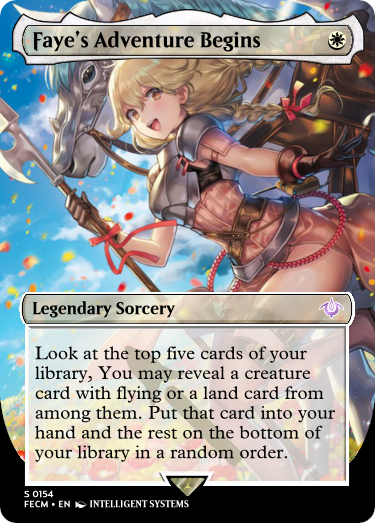 Faye's Adventure Begins
Legendary Sorcery
Look at the top five cards of your
library, You may reveal a creature
card with flying or a land card from
among them. Put that card into your
hand and the rest on the bottom of
your library in a random order.
S 0154
FECM • EN INTELLIGENT SYSTEMS